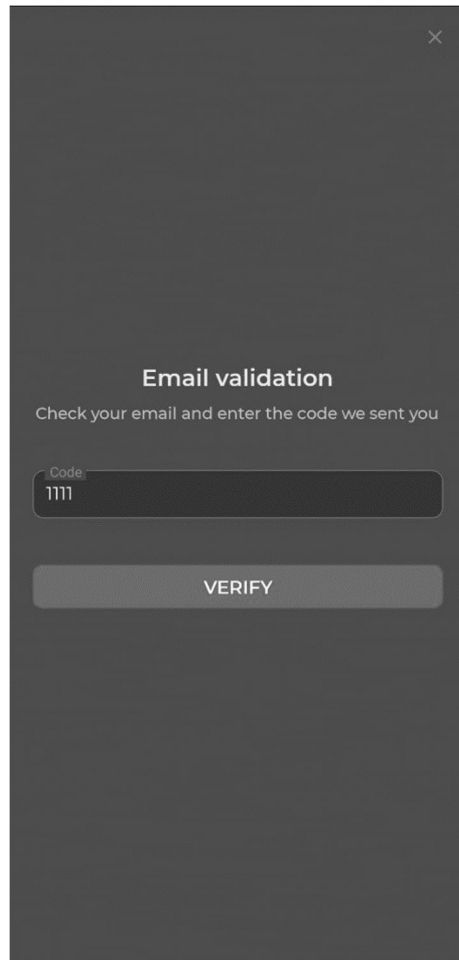 Email validation
Check your email and enter the code we sent you
Code
1111
VERIFY